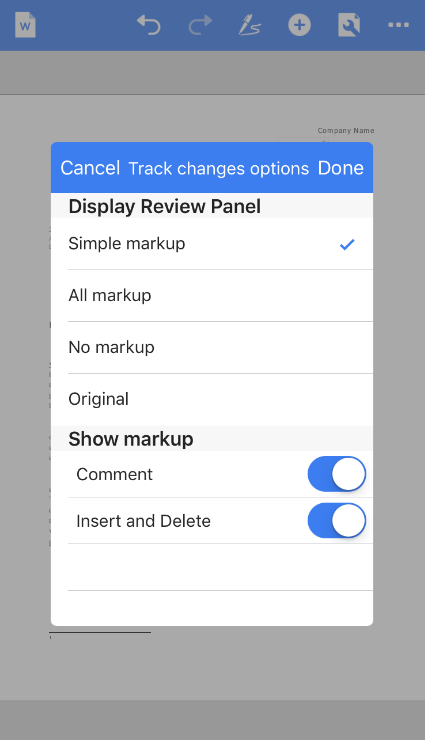 W
Company Name
Cancel Track changes options Done
Display Review Panel
Simple markup
All markup
No markup
Original
Show markup
Comment
Insert and Delete